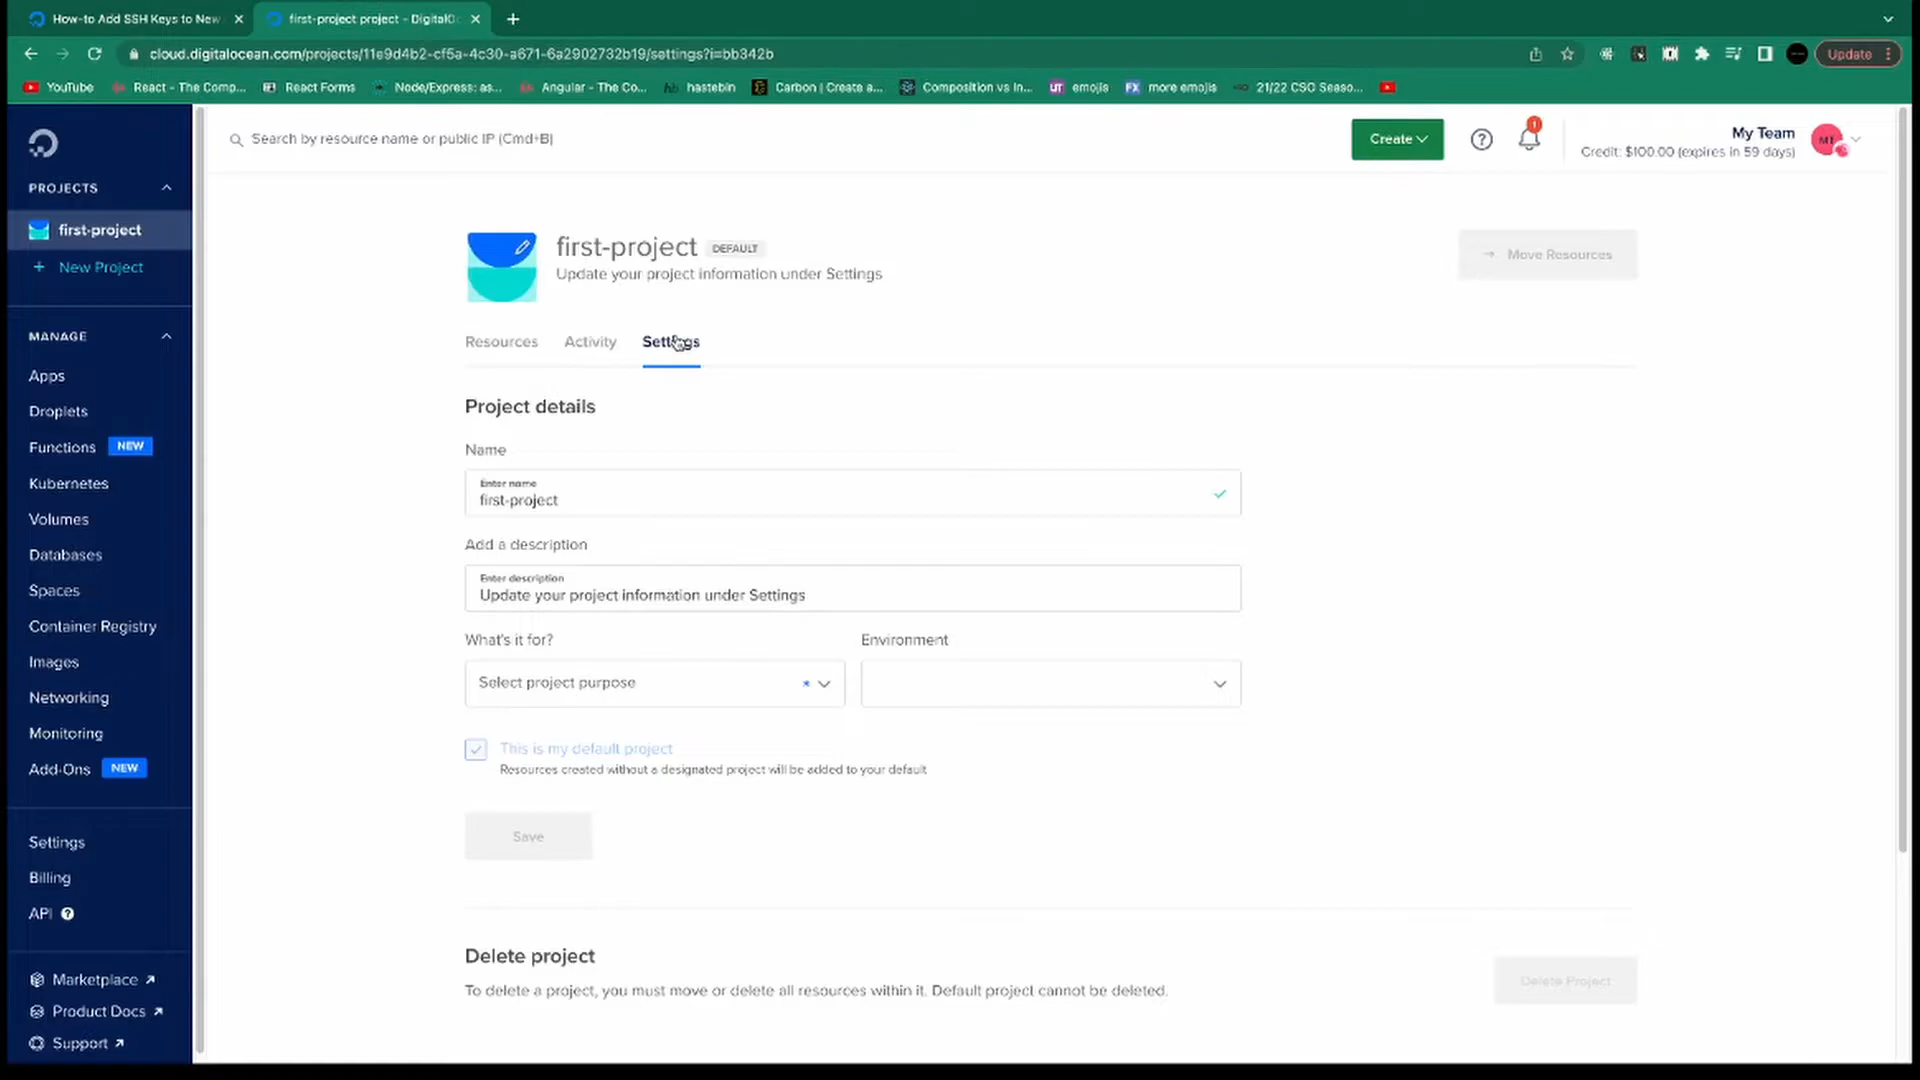 How-to Add SSH Keys to New
first-project project - DigitalOc
cloud.digitalocean.com/projects/11e9d4b2-cf5a-4c30-a671-6a2902732b19/settings?i=bb342b
Update
YouTube
React - The Comp...
React Forms
Node/Express: as...
Angular - The Co...
hb hastebin
Carbon | Create a...
Composition vs In...
UT emojis
FX more emojis
21/22 CSO Seaso...
Search by resource name or public IP (Cmd+B)
Create
1
My Team
Credit: $100.00 (expires in 59 days)
MT
PROJECTS
first-project
+ New Project
MANAGE
Apps
Droplets
Functions NEW
Kubernetes
Volumes
Databases
Spaces
Container Registry
Images
Networking
Monitoring
Add-Ons NEW
Settings
Billing
API ?
Marketplace
Product Docs
Support
first-project DEFAULT
Update your project information under Settings
→ Move Resources
Resources
Activity
Settings
Project details
Name
Enter name
first-project
Add a description
Enter description
Update your project information under Settings
What's it for?
Environment
Select project purpose *
This is my default project
Resources created without a designated project will be added to your default
Save
Delete project
To delete a project, you must move or delete all resources within it. Default project cannot be deleted.
Delete Project